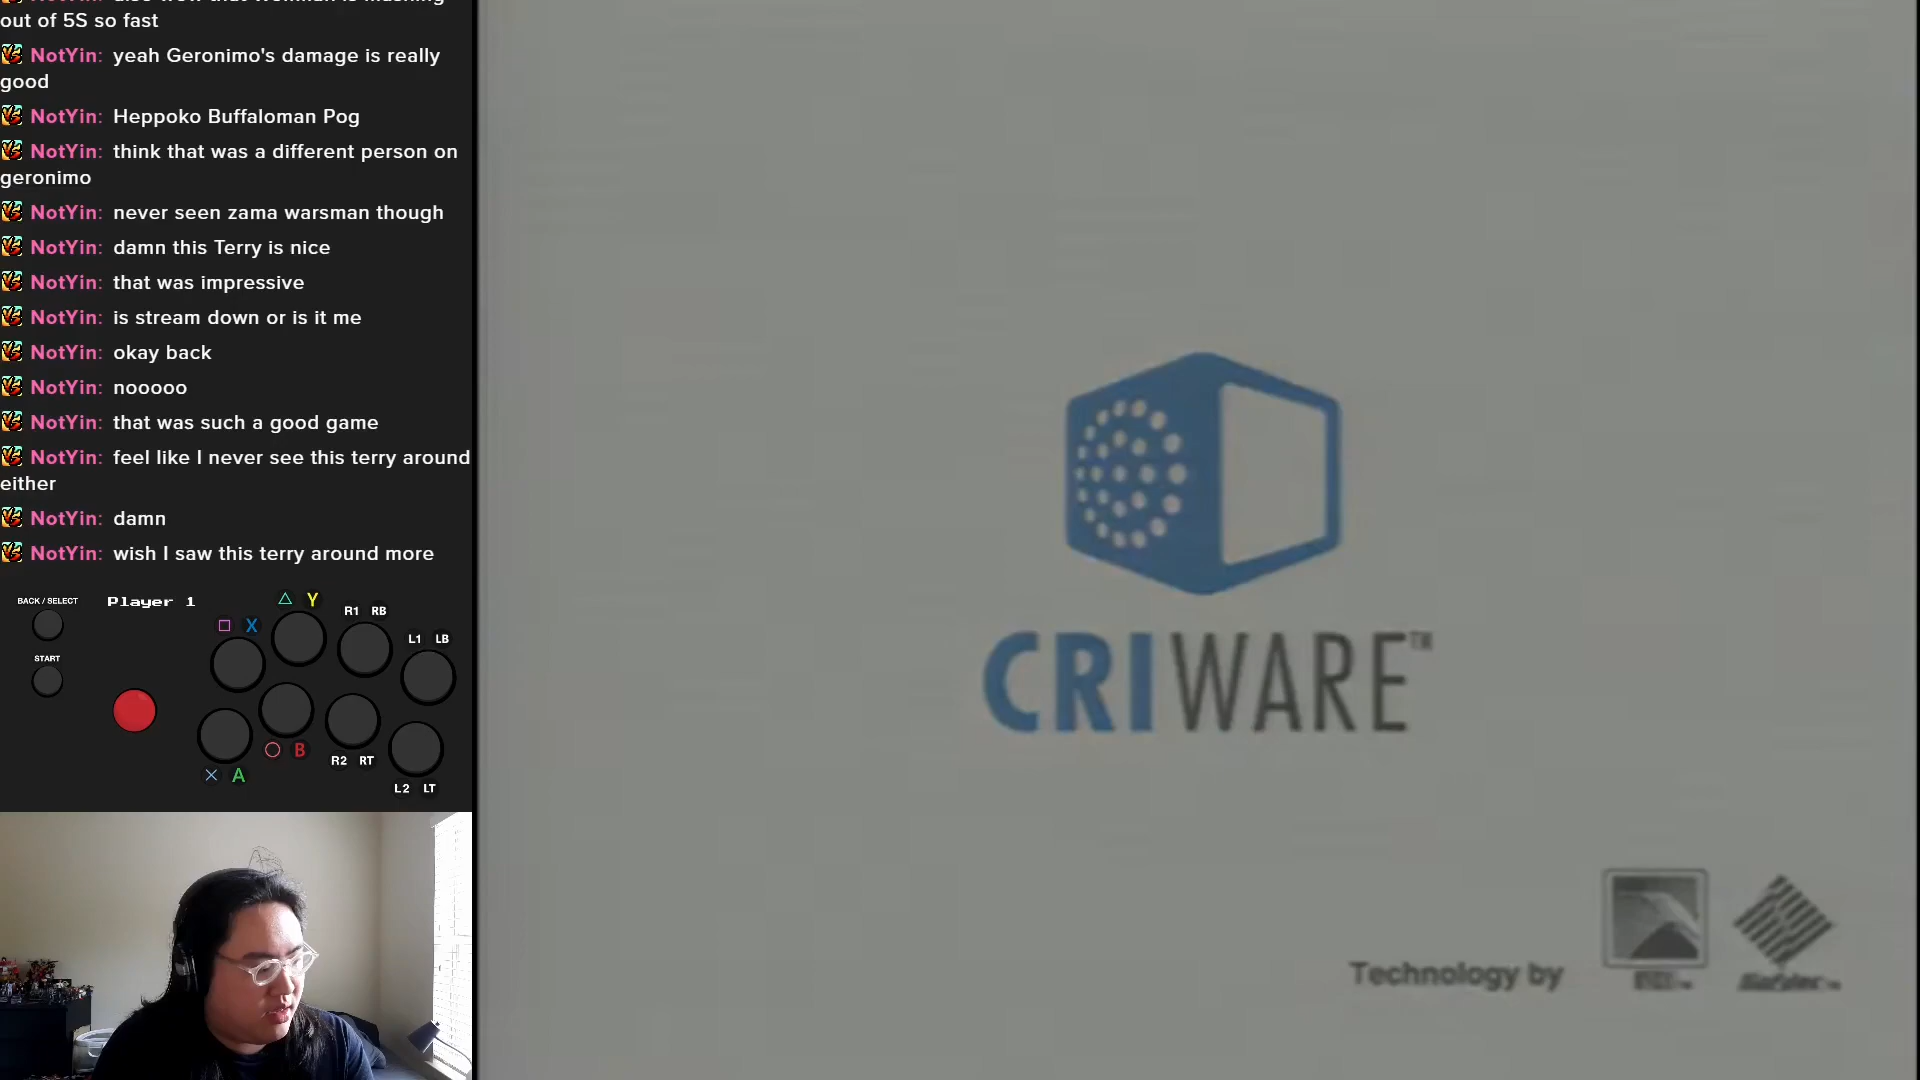 out of 5S so fast
NotYin: yeah Geronimo's damage is really
good
NotYin: Heppoko Buffaloman Pog
NotYin: think that was a different person on
geronimo
NotYin: never seen zama warsman though
NotYin: damn this Terry is nice
NotYin: that was impressive
NotYin: is stream down or is it me
NotYin: okay back
NotYin: nooooo
NotYin: that was such a good game
NotYin: feel like I never see this terry around
either
NotYin: damn
NotYin: wish I saw this terry around more
BACK / SELECT
Player 1
Y
X
R1 RB
L1 LB
START
B
R2 RT
A
L2 LT
CRIWARE™
Technology by